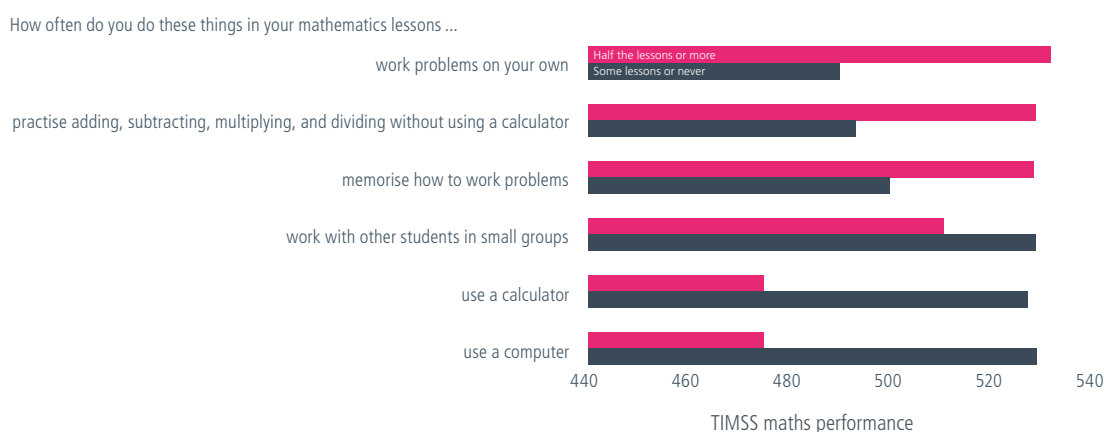 How often do you do these things in your mathematics lessons ...
work problems on your own
Half the lessons or more
Some lessons or never
practise adding, subtracting, multiplying, and dividing without using a calculator
memorise how to work problems
work with other students in small groups
use a calculator
use a computer
440 460 480 500 520 540
TIMSS maths performance